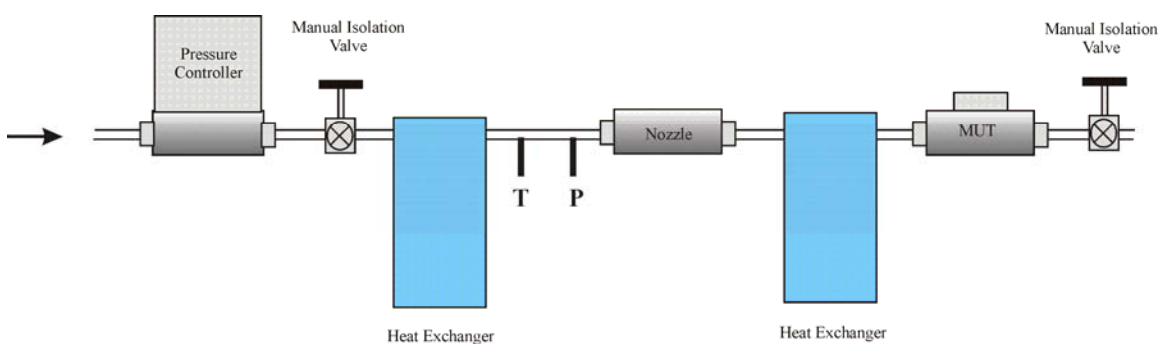 Pressure
Controller
Manual Isolation
Valve
Heat Exchanger
T
P
Nozzle
Heat Exchanger
MUT
Manual Isolation
Valve